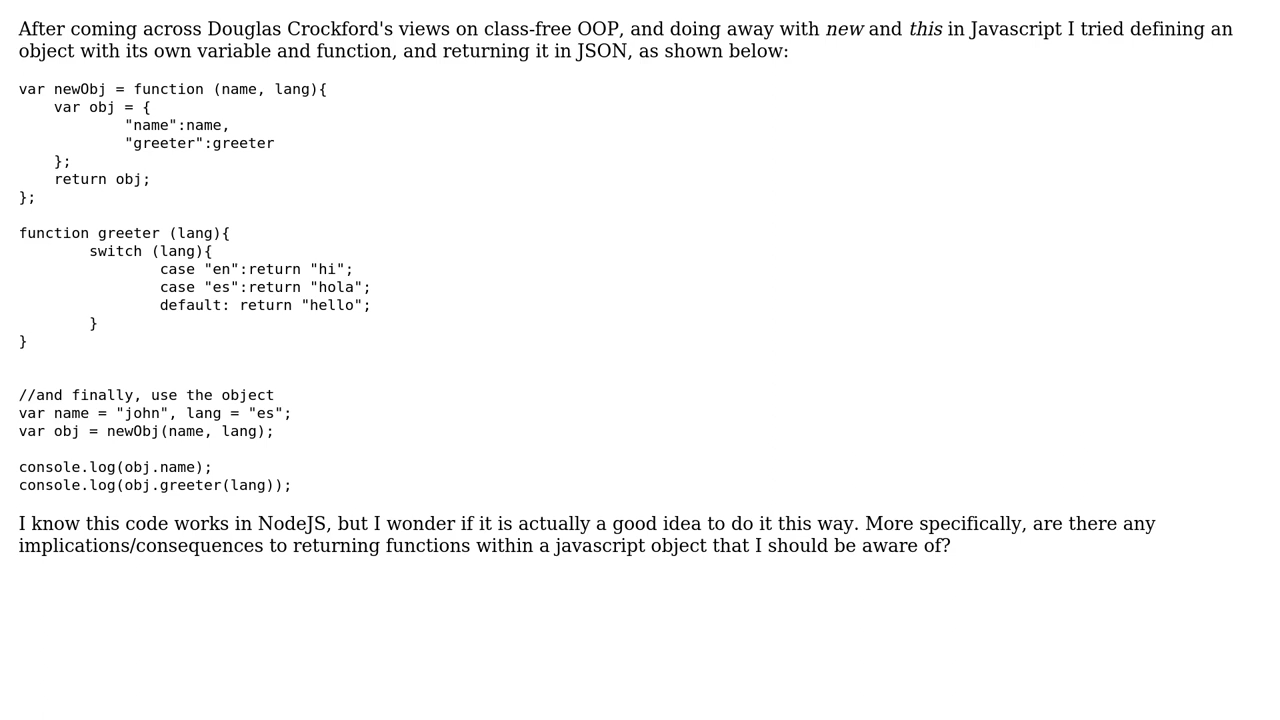 After coming across Douglas Crockford's views on class-free OOP, and doing away with new and this in Javascript I tried defining an
object with its own variable and function, and returning it in JSON, as shown below:
var newObj = function (name, lang){
    var obj = {
            "name":name,
            "greeter":greeter
    };
    return obj;
};
function greeter (lang){
        switch (lang){
                case "en":return "hi";
                case "es":return "hola";
                default: return "hello";
        }
}
//and finally, use the object
var name = "john", lang = "es";
var obj = newObj(name, lang);
console.log(obj.name);
console.log(obj.greeter(lang));
I know this code works in NodeJS, but I wonder if it is actually a good idea to do it this way. More specifically, are there any
implications/consequences to returning functions within a javascript object that I should be aware of?